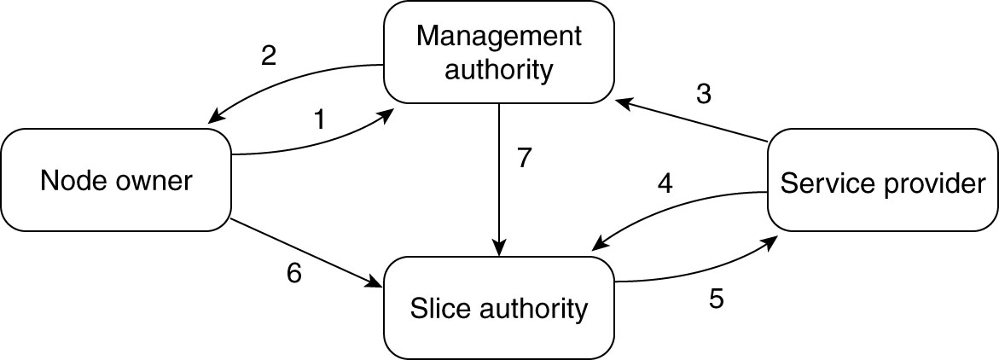 Management
authority
2
1
3
Node owner
7
4
Service provider
6
5
Slice authority